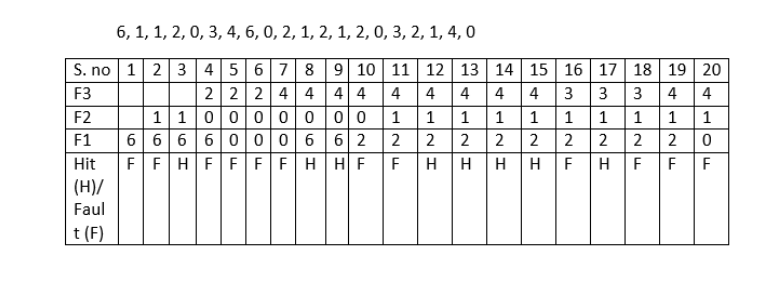 6, 1, 1, 2, 0, 3, 4, 6, 0, 2, 1, 2, 1, 2, 0, 3, 2, 1, 4, 0
S. no 1 2 3 4 5 6 7 8 9 10 11 12 13 14 15 16 17 18 19 20
F3 2 2 2 4 4 4 4 4 4 4 4 4 3 3 3 4 4
F2 1 1 0 0 0 0 0 0 0 1 1 1 1 1 1 1 1 1 1
F1 6 6 6 6 0 0 0 6 6 2 2 2 2 2 2 2 2 2 2 0
Hit F F H F F F F H H F F H H H H F H F F F
(H)/
Faul
t (F)